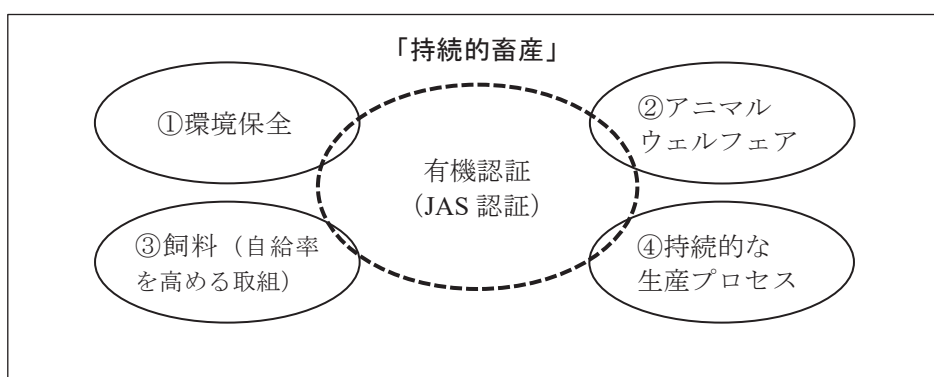 「持続的畜産」
①環境保全
②アニマル
ウェルフェア
有機認証
（JAS 認証）
③飼料（自給率
を高める取組）
④持続的な
生産プロセス